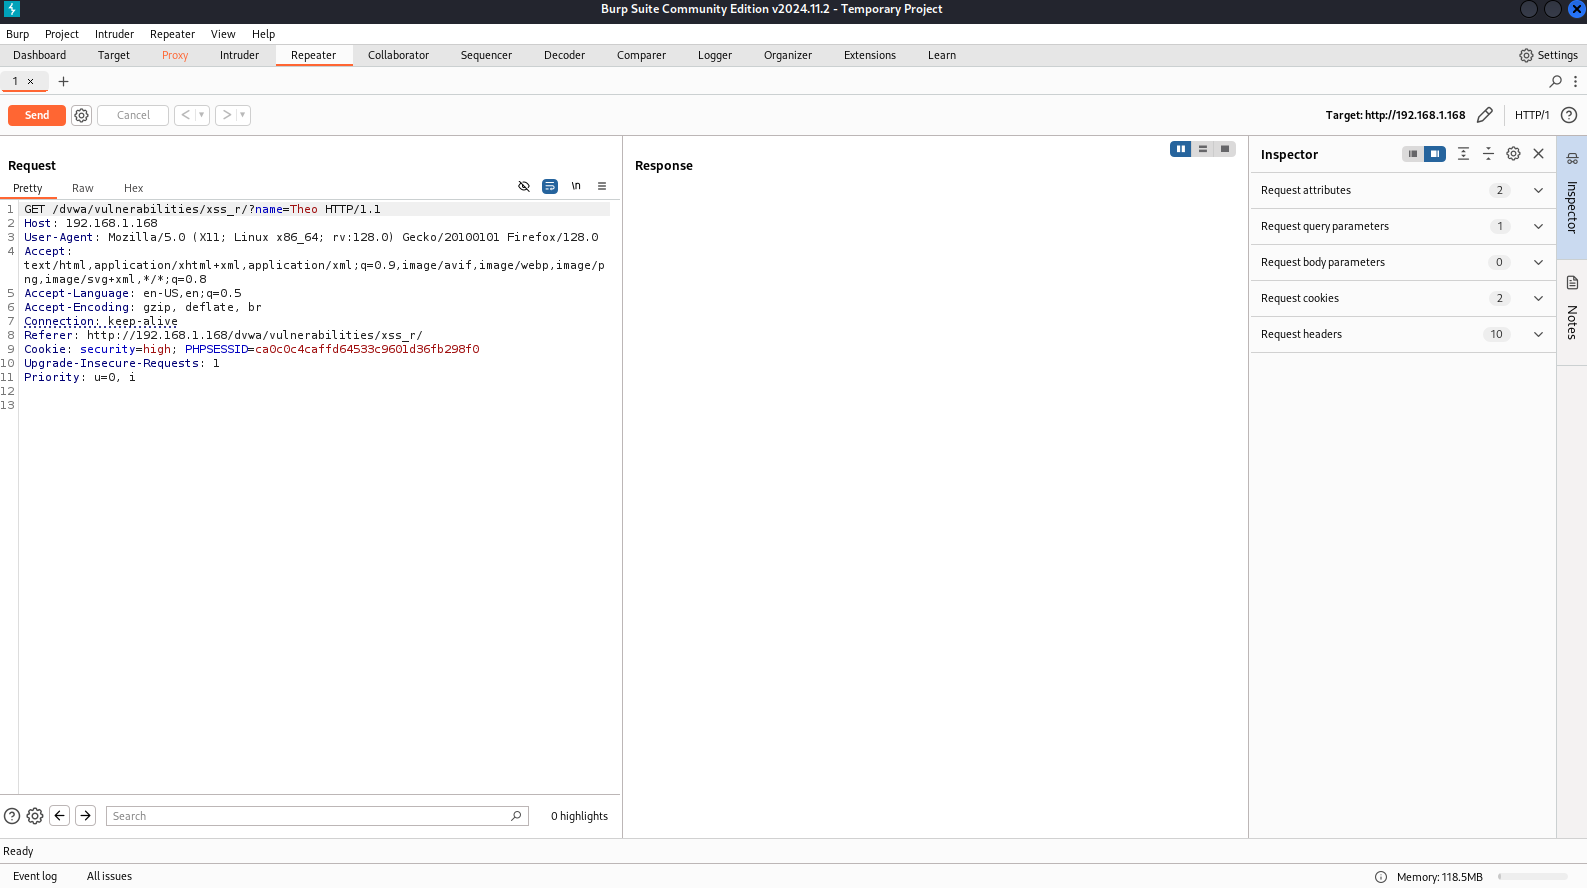 Burp Suite Community Edition v2024.11.2 - Temporary Project
Burp Project Intruder Repeater View Help
Dashboard Target Proxy Intruder Repeater Collaborator Sequencer Decoder Comparer Logger Organizer Extensions Learn Settings
1 × +
Send Cancel < > Target: http://192.168.1.168 HTTP/1 ?
Request
Pretty Raw Hex \n
1 GET /dvwa/vulnerabilities/xss_r/?name=Theo HTTP/1.1
2 Host: 192.168.1.168
3 User-Agent: Mozilla/5.0 (X11; Linux x86_64; rv:128.0) Gecko/20100101 Firefox/128.0
4 Accept:
text/html,application/xhtml+xml,application/xml;q=0.9,image/avif,image/webp,image/p
ng,image/svg+xml,*/*;q=0.8
5 Accept-Language: en-US,en;q=0.5
6 Accept-Encoding: gzip, deflate, br
7 Connection: keep-alive
8 Referer: http://192.168.1.168/dvwa/vulnerabilities/xss_r/
9 Cookie: security=high; PHPSESSID=ca0c0c4caffd64533c9601d36fb298f0
10 Upgrade-Insecure-Requests: 1
11 Priority: u=0, i
12
13
? Search 0 highlights
Response
Inspector
Request attributes 2
Request query parameters 1
Request body parameters 0
Request cookies 2
Request headers 10
Inspector
Notes
Ready
Event log All issues Memory: 118.5MB